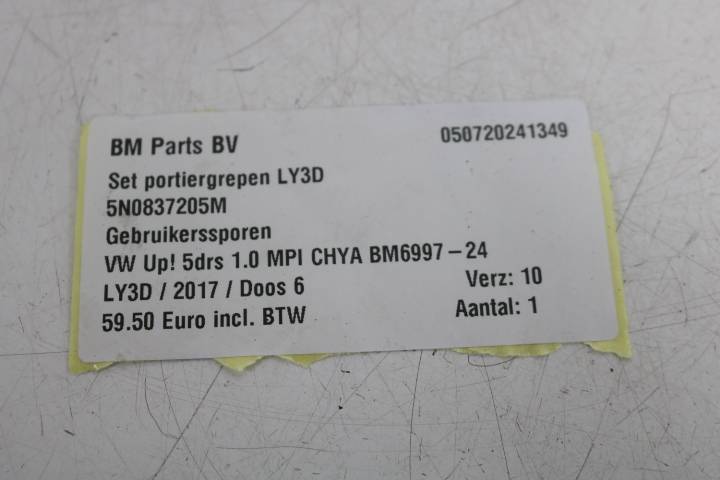 BM Parts BV 050720241349
Set portiergrepen LY3D
5N0837205M
Gebruikerssporen
VW Up! 5drs 1.0 MPI CHYA BM6997-24
LY3D / 2017 / Doos 6 Verz: 10
59.50 Euro incl. BTW Aantal: 1